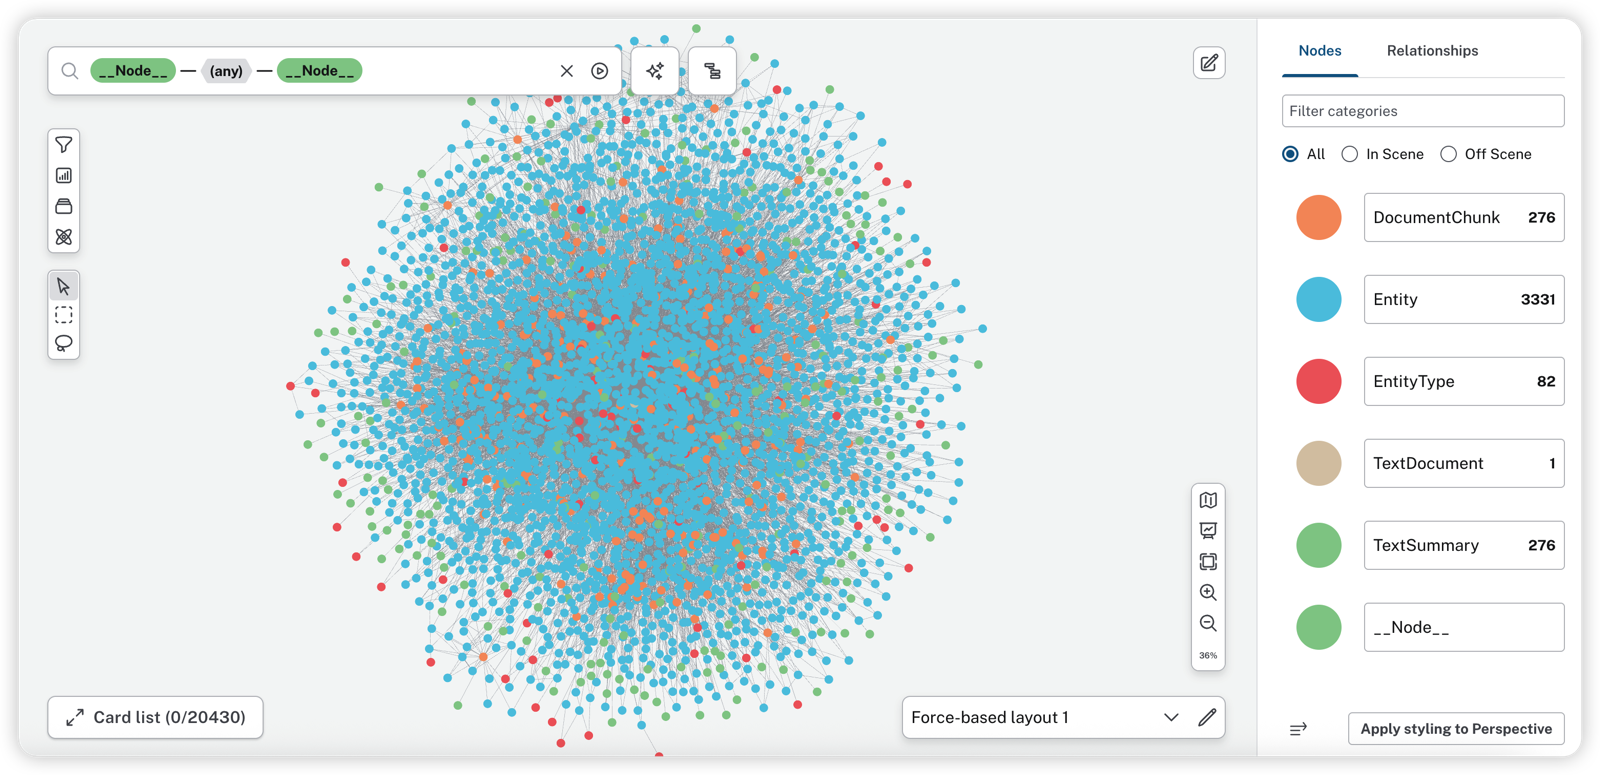 __Node__ — (any) — __Node__
Nodes Relationships
Filter categories
All In Scene Off Scene
DocumentChunk 276
Entity 3331
EntityType 82
TextDocument 1
TextSummary 276
__Node__
36%
Card list (0/20430)
Force-based layout 1
Apply styling to Perspective